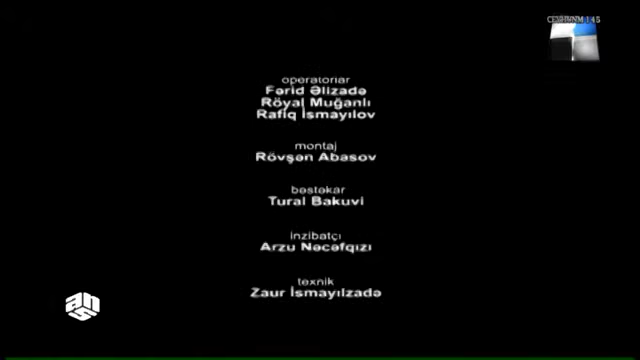 operatorlar
Fərid Əlizadə
Röyal Muğanlı
Rafiq İsmayılov
montaj
Rövşən Abasov
bəstəkar
Tural Bakuvi
inzibatçı
Arzu Nəcəfqızı
texnik
Zaur İsmayılzadə
ans